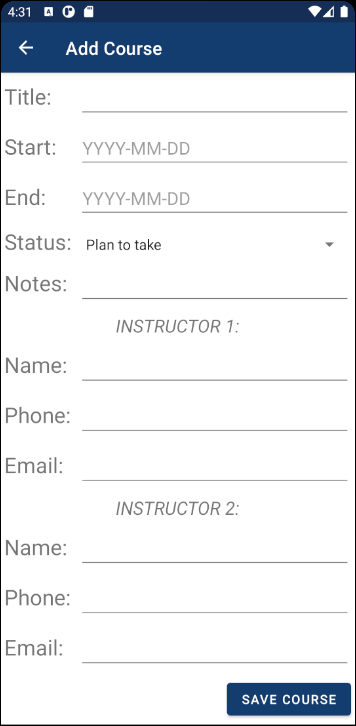 4:31
Add Course
Title:
Start: YYYY-MM-DD
End: YYYY-MM-DD
Status: Plan to take
Notes:
INSTRUCTOR 1:
Name:
Phone:
Email:
INSTRUCTOR 2:
Name:
Phone:
Email:
SAVE COURSE